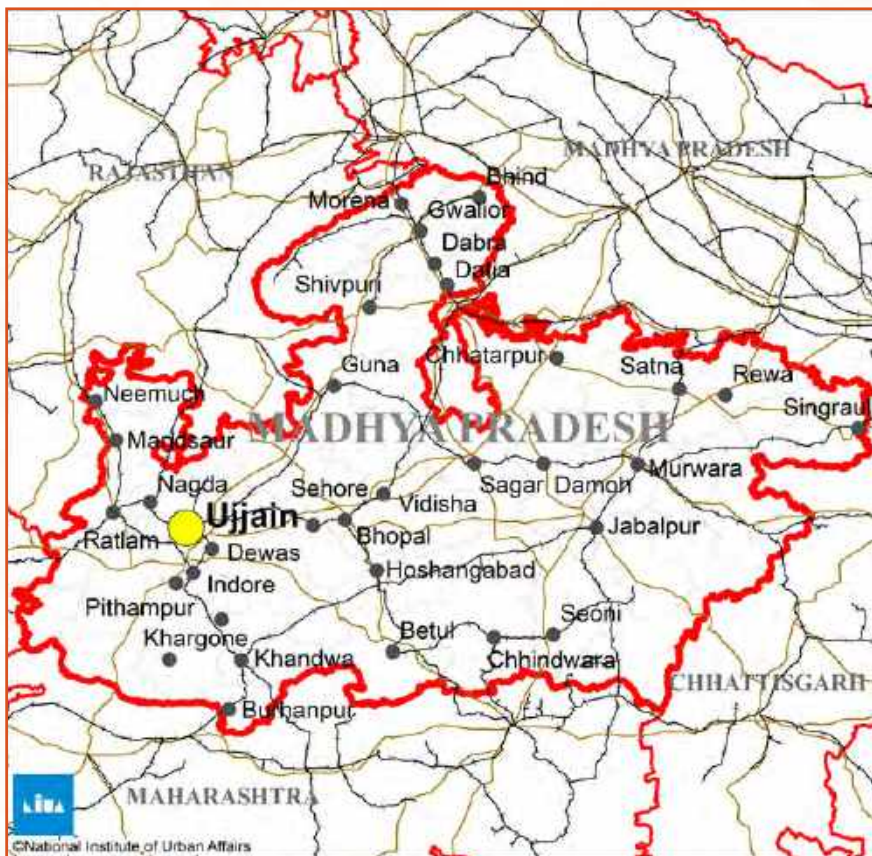 MADHYA PRADESH
RAJASTHAN
Bhind
Morena
Gwalior
Dabra
Datia
Shivpuri
Chhatarpur
Satna
Guna
Rewa
Neemuch
Singraul
MADHYA PRADESH
Mandsaur
Murwara
Sagar
Damoh
Nagda
Sehore
Vidisha
Ujjain
Ratlam
Bhopal
Jabalpur
Dewas
Indore
Hoshangabad
Pithampur
Khargone
Betul
Seoni
Khandwa
Chhindwara
CHHATTISGARH
Burhanpur
MAHARASHTRA
©National Institute of Urban Affairs